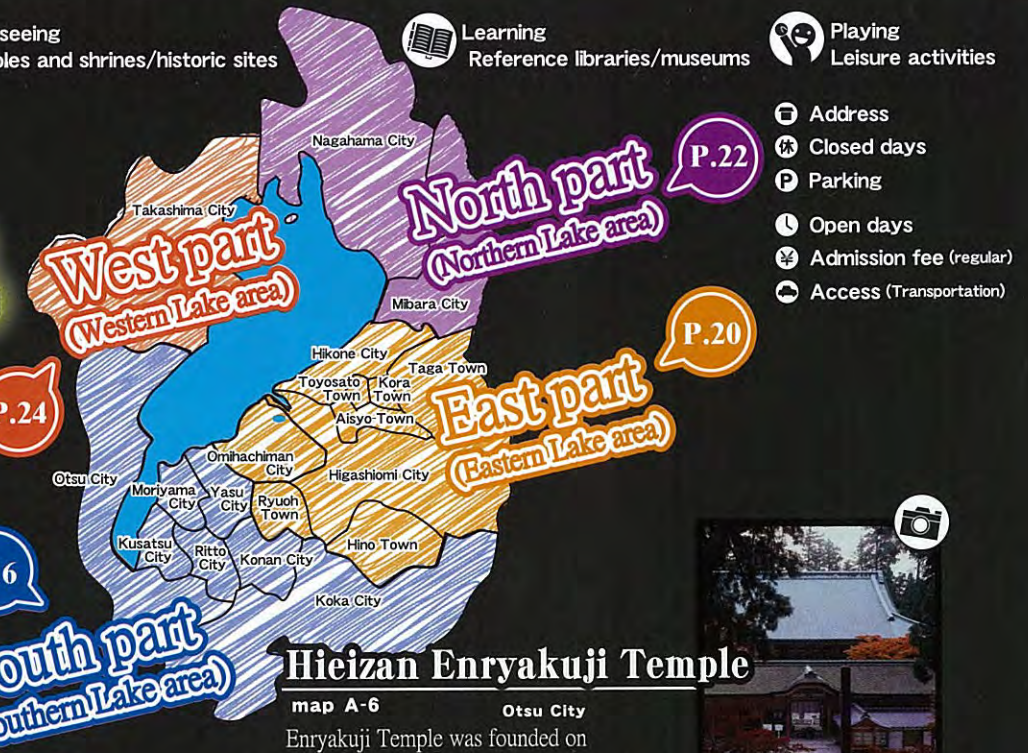 seeing
ples and shrines/historic sites
Learning
Reference libraries/museums
Playing
Leisure activities
Address
休 Closed days
P Parking
Open days
¥ Admission fee (regular)
Access (Transportation)
Nagahama City
North part
(Northern Lake area)
P.22
Takashima City
West part
(Western Lake area)
P.24
Mibara City
P.20
Hikone City
Taga Town
Toyosato Town
Kora Town
Aisyo-Town
East part
(Eastern Lake area)
Omihachiman City
Higashiomi City
Otsu City
Moriyama City
Yasu City
Ryuoh Town
Kusatsu City
Ritto City
Konan City
Hino Town
Koka City
6
outh part
outhern Lake area)
Hieizan Enryakuji Temple
map A-6
Otsu City
Enryakuji Temple was founded on